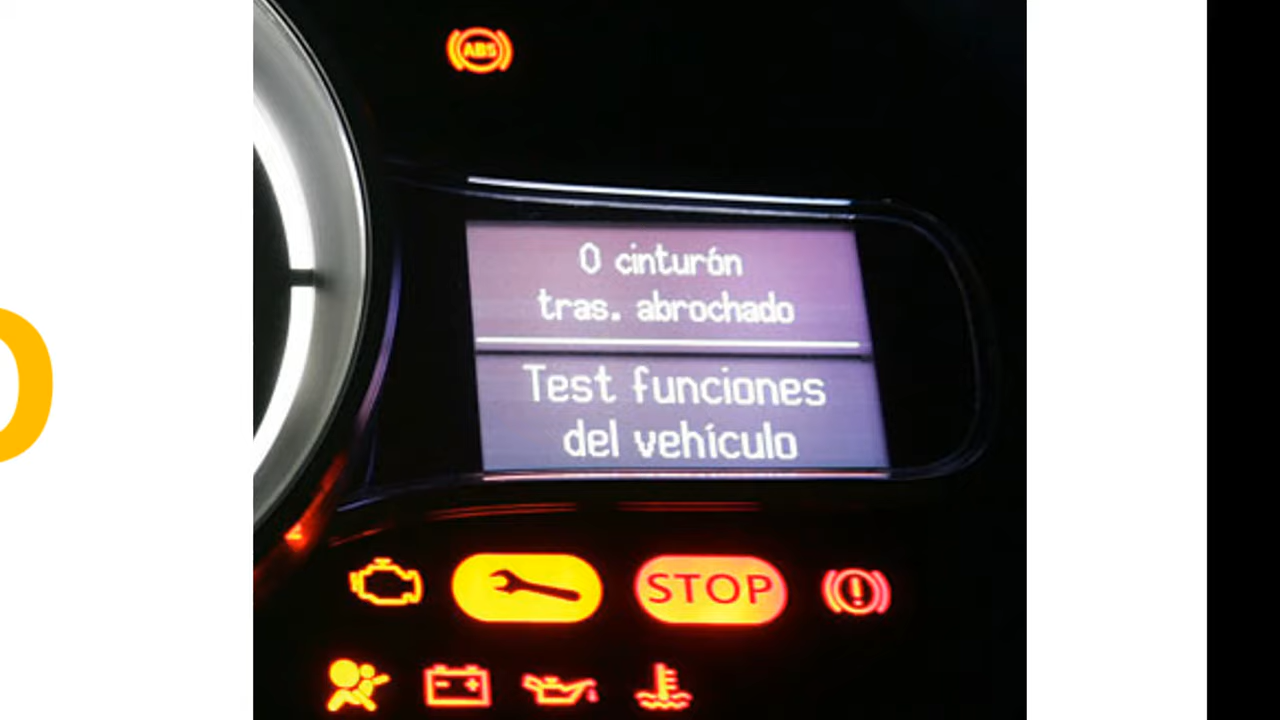 ABS
0 cinturón
tras. abrochado
Test funciones
del vehículo
STOP